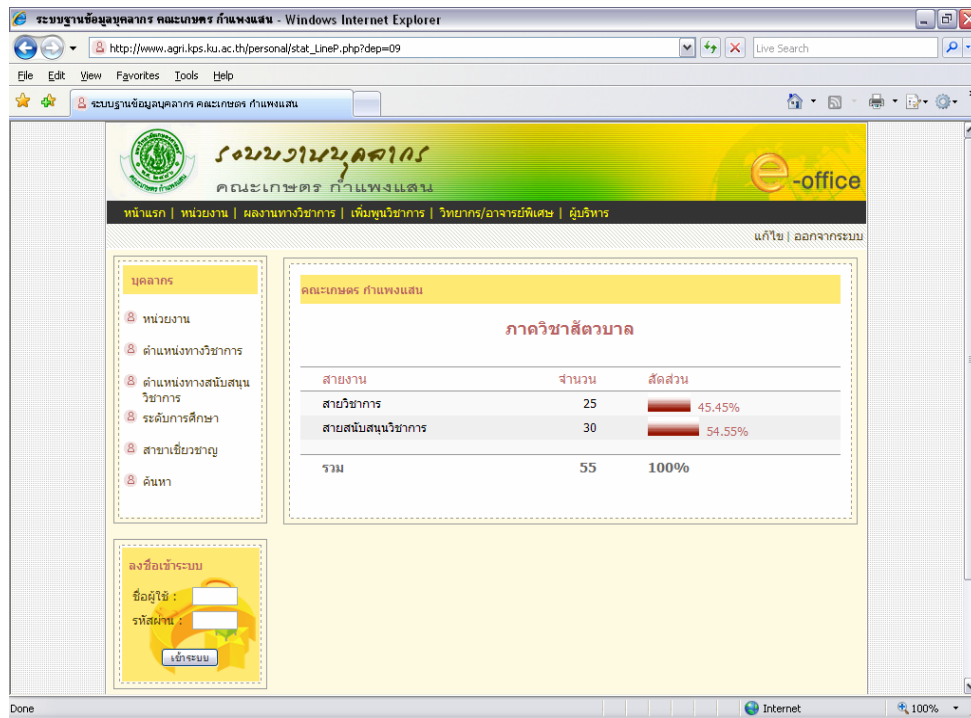 ระบบฐานข้อมูลบุคลากร คณะเกษตร กำแพงแสน - Windows Internet Explorer
http://www.agri.kps.ku.ac.th/personal/stat_LineP.php?dep=09
Live Search
File Edit View Favorites Tools Help
ระบบฐานข้อมูลบุคลากร คณะเกษตร กำแพงแสน
ระบบงานบุคลากร
คณะเกษตร กำแพงแสน
e-office
หน้าแรก | หน่วยงาน | ผลงานทางวิชาการ | เพิ่มพูนวิชาการ | วิทยากร/อาจารย์พิเศษ | ผู้บริหาร
แก้ไข | ออกจากระบบ
บุคลากร
หน่วยงาน
ตำแหน่งทางวิชาการ
ตำแหน่งทางสนับสนุน
วิชาการ
ระดับการศึกษา
สาขาเชี่ยวชาญ
ค้นหา
คณะเกษตร กำแพงแสน
ภาควิชาสัตวบาล
สายงาน จำนวน สัดส่วน
สายวิชาการ 25 45.45%
สายสนับสนุนวิชาการ 30 54.55%
รวม 55 100%
ลงชื่อเข้าระบบ
ชื่อผู้ใช้ :
รหัสผ่าน :
เข้าระบบ
Done
Internet
100%